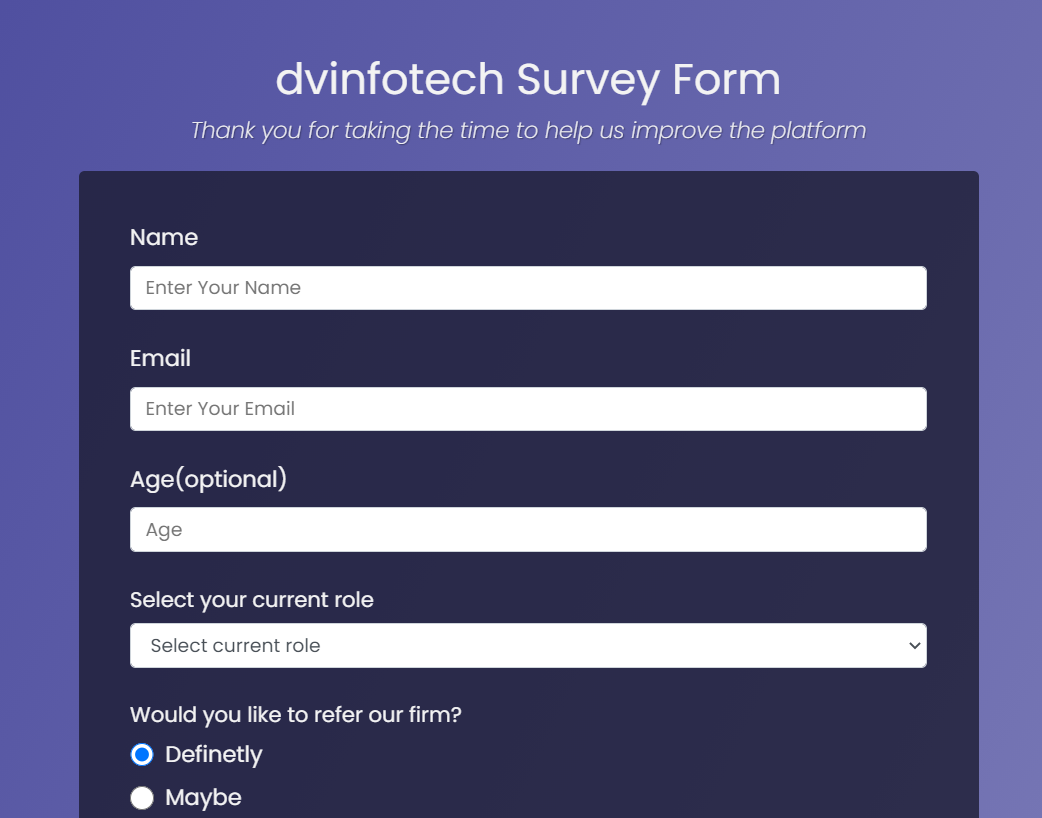 dvinfotech Survey Form
Thank you for taking the time to help us improve the platform
Name
Enter Your Name
Email
Enter Your Email
Age(optional)
Age
Select your current role
Select current role
Would you like to refer our firm?
Definetly
Maybe